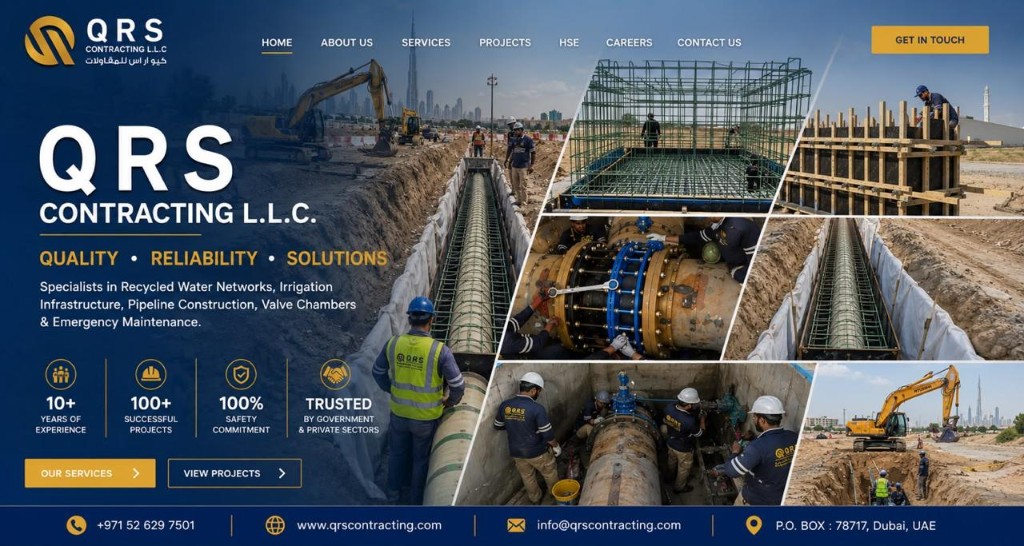 QRS
CONTRACTING L.L.C
كيو ار اس للمقاولات
HOME
ABOUT US
SERVICES
PROJECTS
HSE
CAREERS
CONTACT US
GET IN TOUCH
QRS
CONTRACTING L.L.C.
QUALITY • RELIABILITY • SOLUTIONS
Specialists in Recycled Water Networks, Irrigation
Infrastructure, Pipeline Construction, Valve Chambers
& Emergency Maintenance.
10+
YEARS OF
EXPERIENCE
100+
SUCCESSFUL
PROJECTS
100%
SAFETY
COMMITMENT
TRUSTED
BY GOVERNMENT
& PRIVATE SECTORS
OUR SERVICES
VIEW PROJECTS
QRS
QRS
QRS
+971 52 629 7501
www.qrscontracting.com
info@qrscontracting.com
P.O. BOX : 78717, Dubai, UAE